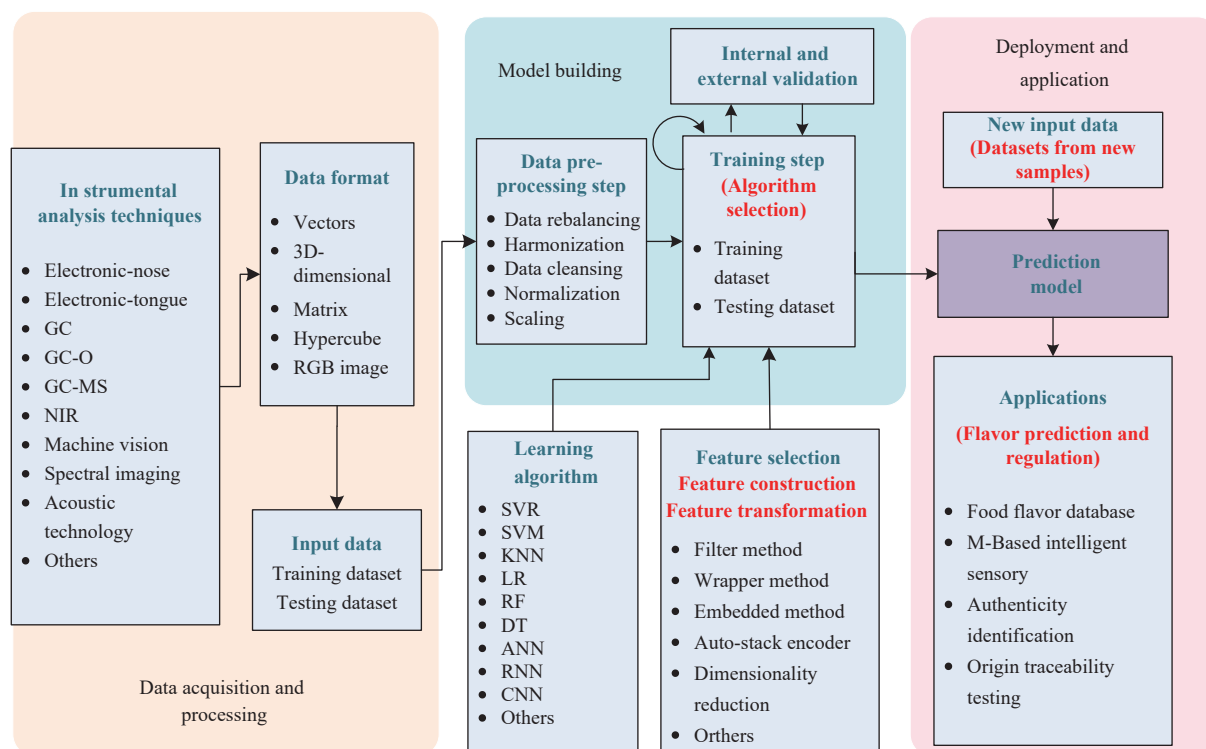 In strumental
analysis techniques
• Electronic-nose
• Electronic-tongue
• GC
• GC-O
• GC-MS
• NIR
• Machine vision
• Spectral imaging
• Acoustic
technology
• Others
Data format
• Vectors
• 3D-
dimensional
• Matrix
• Hypercube
• RGB image
Input data
Training dataset
Testing dataset
Data acquisition and
processing
Model building
Internal and
external validation
Data pre-
processing step
• Data rebalancing
• Harmonization
• Data cleansing
• Normalization
• Scaling
Training step
(Algorithm
selection)
• Training
dataset
• Testing dataset
Learning
algorithm
• SVR
• SVM
• KNN
• LR
• RF
• DT
• ANN
• RNN
• CNN
• Others
Feature selection
Feature construction
Feature transformation
• Filter method
• Wrapper method
• Embedded method
• Auto-stack encoder
• Dimensionality
reduction
• Orthers
Deployment and
application
New input data
(Datasets from new
samples)
Prediction
model
Applications
(Flavor prediction and
regulation)
• Food flavor database
• M-Based intelligent
sensory
• Authenticity
identification
• Origin traceability
testing